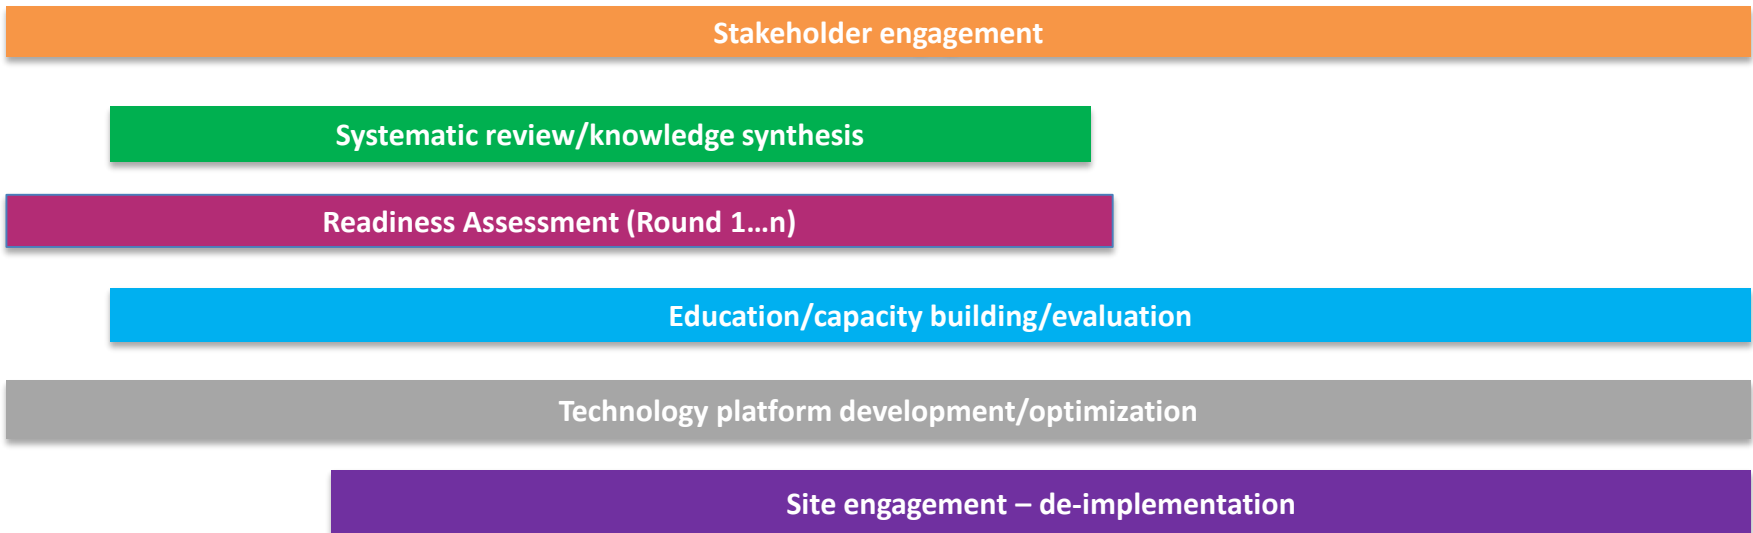 Stakeholder engagement
Systematic review/knowledge synthesis
Readiness Assessment (Round 1…n)
Education/capacity building/evaluation
Technology platform development/optimization
Site engagement – de-implementation